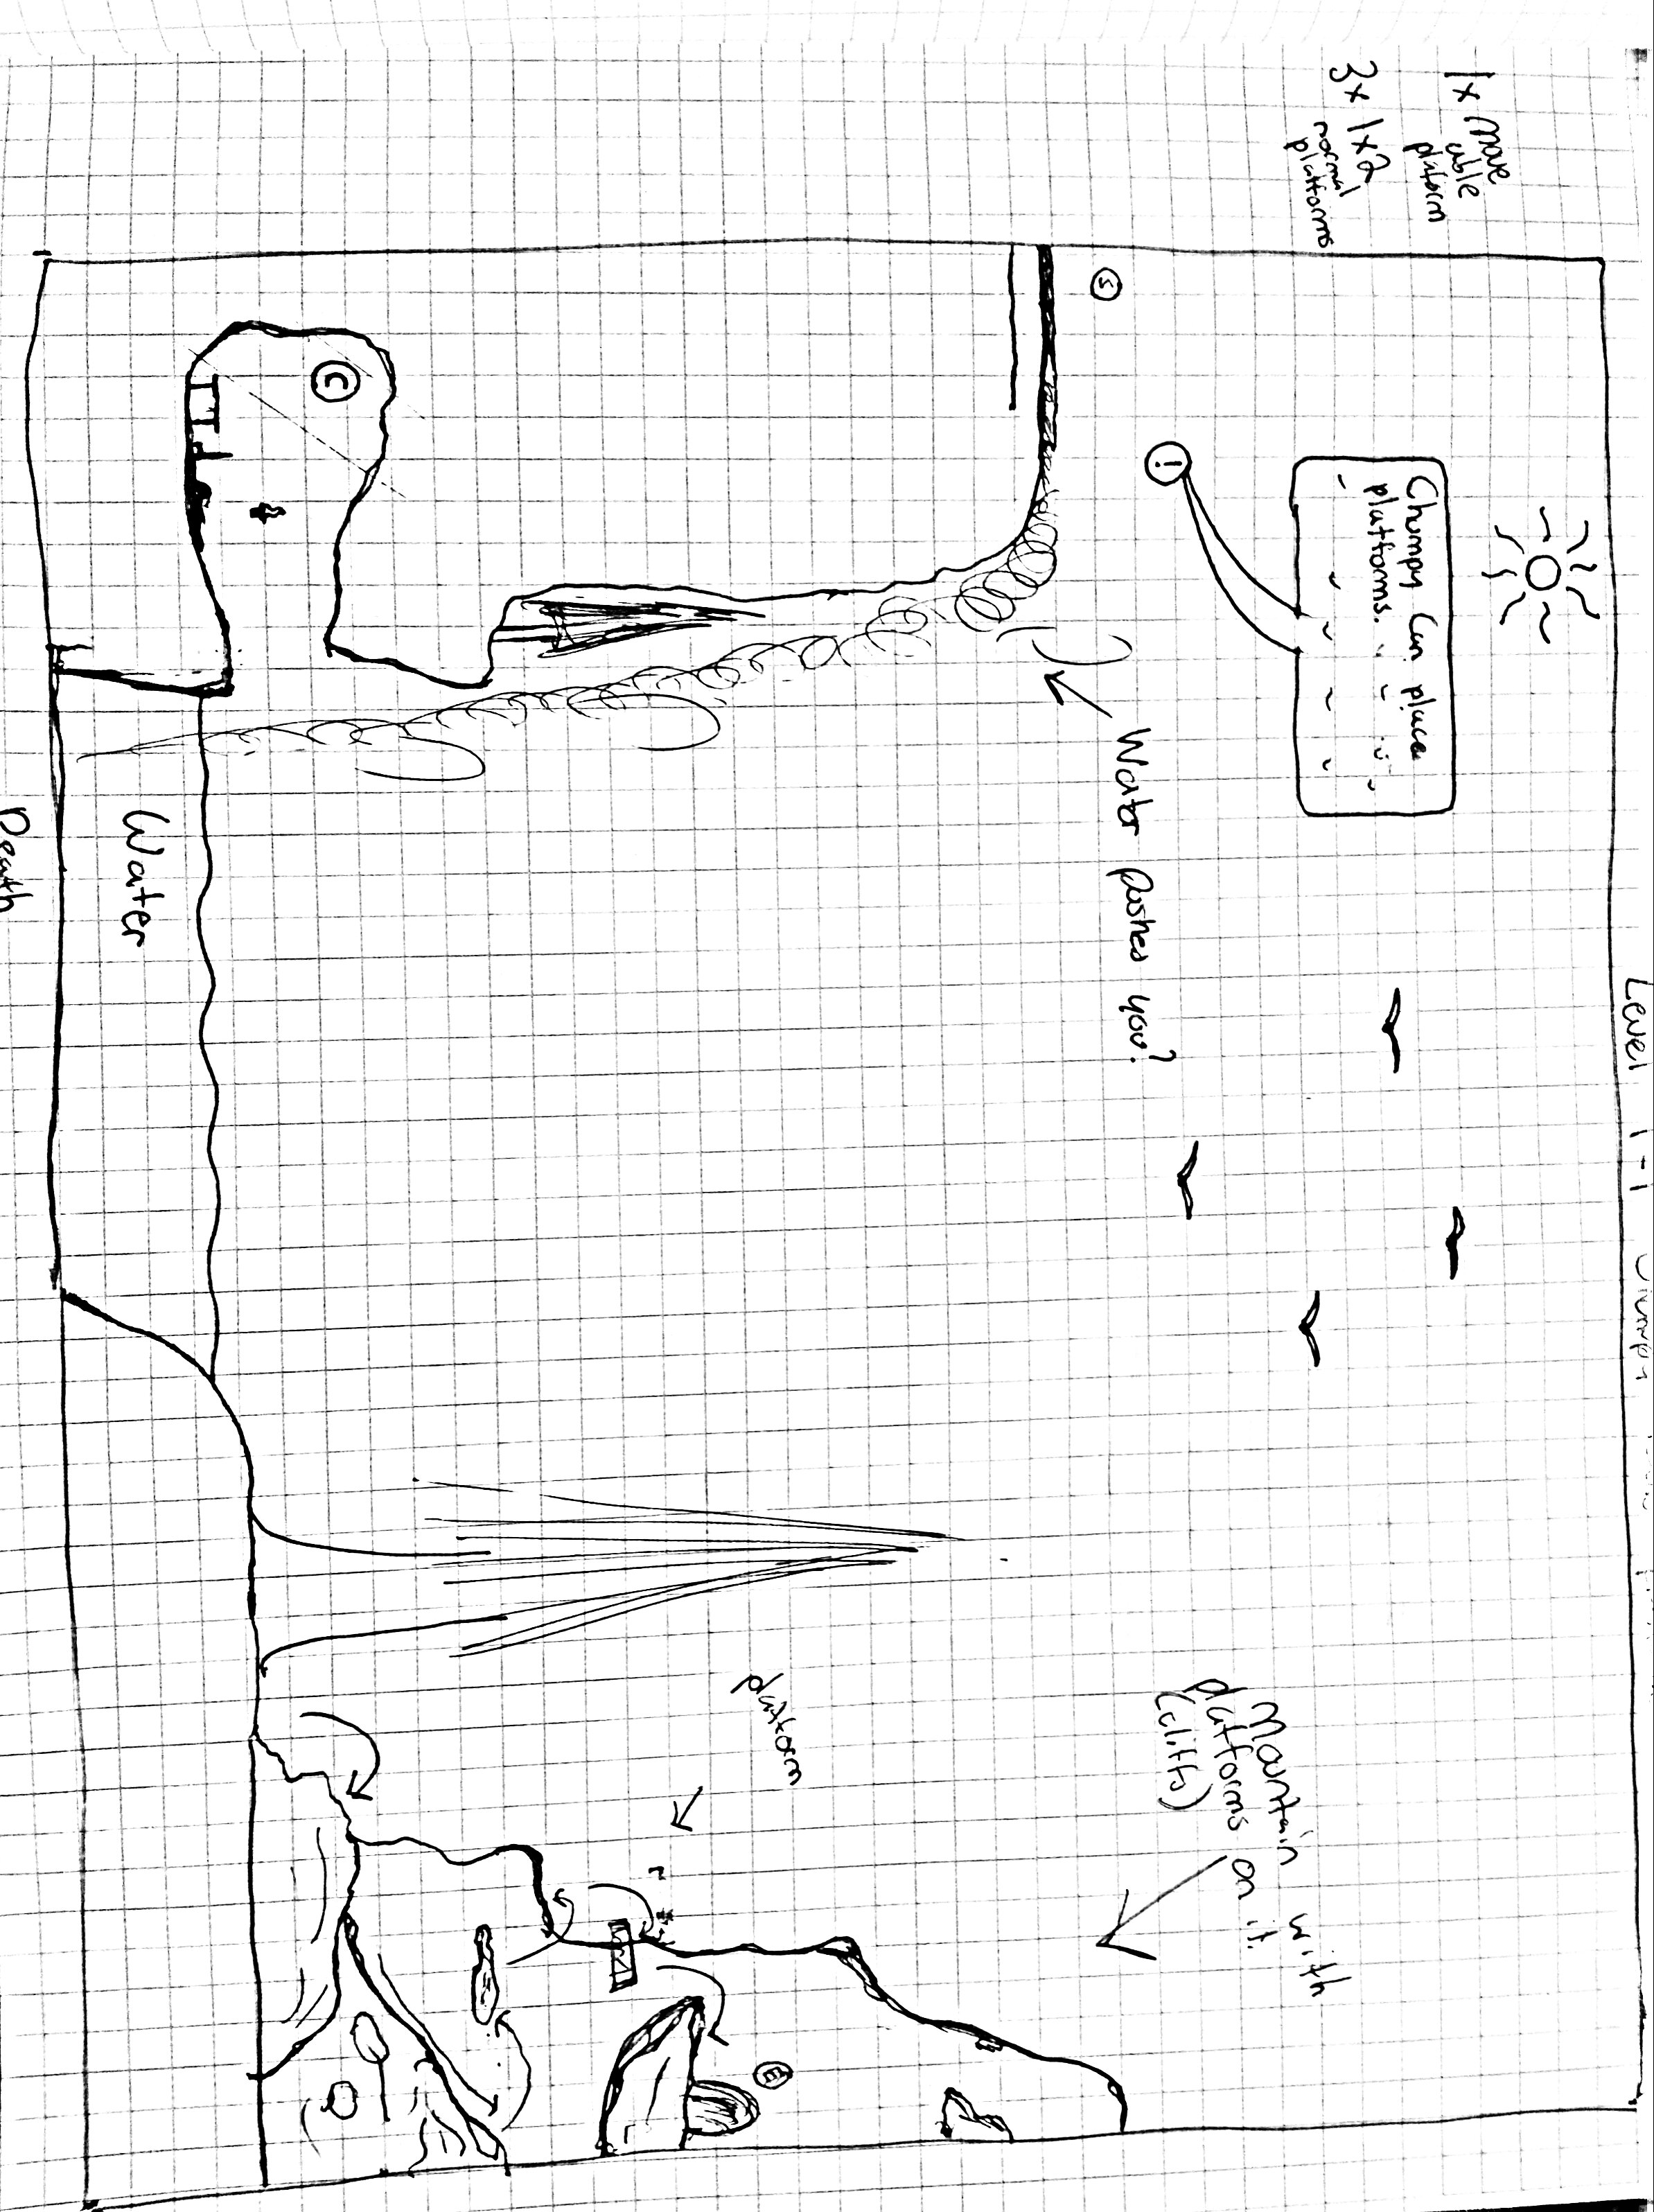 Level 1-1
1x Move
able
platform
3x 1x2
normal
platforms
Chumpy Can place
platforms.
!
S
Water pushes you?
Mountain with
platforms on it
(cliffs)
platform
E
C
Water
Death